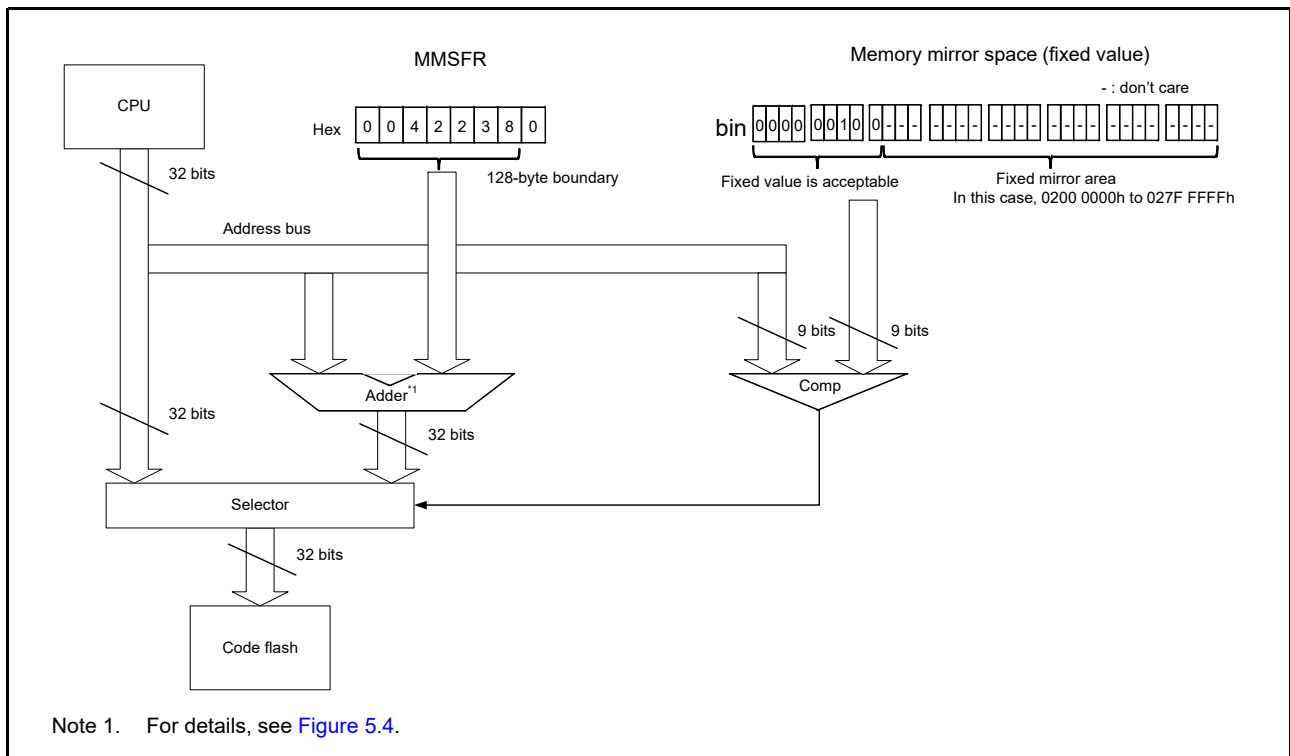 MMSFR
Memory mirror space (fixed value)
- : don't care
CPU
Hex 0 0 4 2 2 3 8 0
bin 0000 0010 0--- ---- ---- ---- ---- ----
32 bits
128-byte boundary
Fixed value is acceptable
Fixed mirror area
In this case, 0200 0000h to 027F FFFFh
Address bus
9 bits
9 bits
Adder*1
Comp
32 bits
32 bits
Selector
32 bits
Code flash
Note 1. For details, see Figure 5.4.